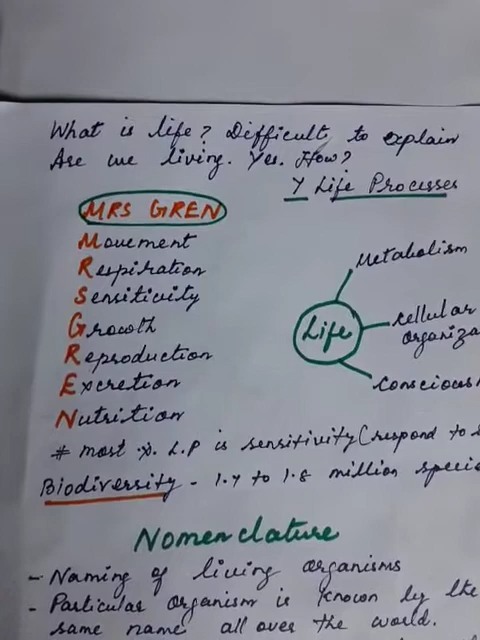 What is life? Difficult to explain
Are we living. Yes. How?
7 Life Processes
MRS GREN
Movement
Respiration
Sensitivity
Growth
Reproduction
Excretion
Nutrition
Metabolism
Life
Cellular
organiza
Conscious
# most L.P is sensitivity (respond to
Biodiversity - 1.7 to 1.8 million specie
Nomenclature
- Naming of living organisms
- Particular organism is known by the
same name all over the world.